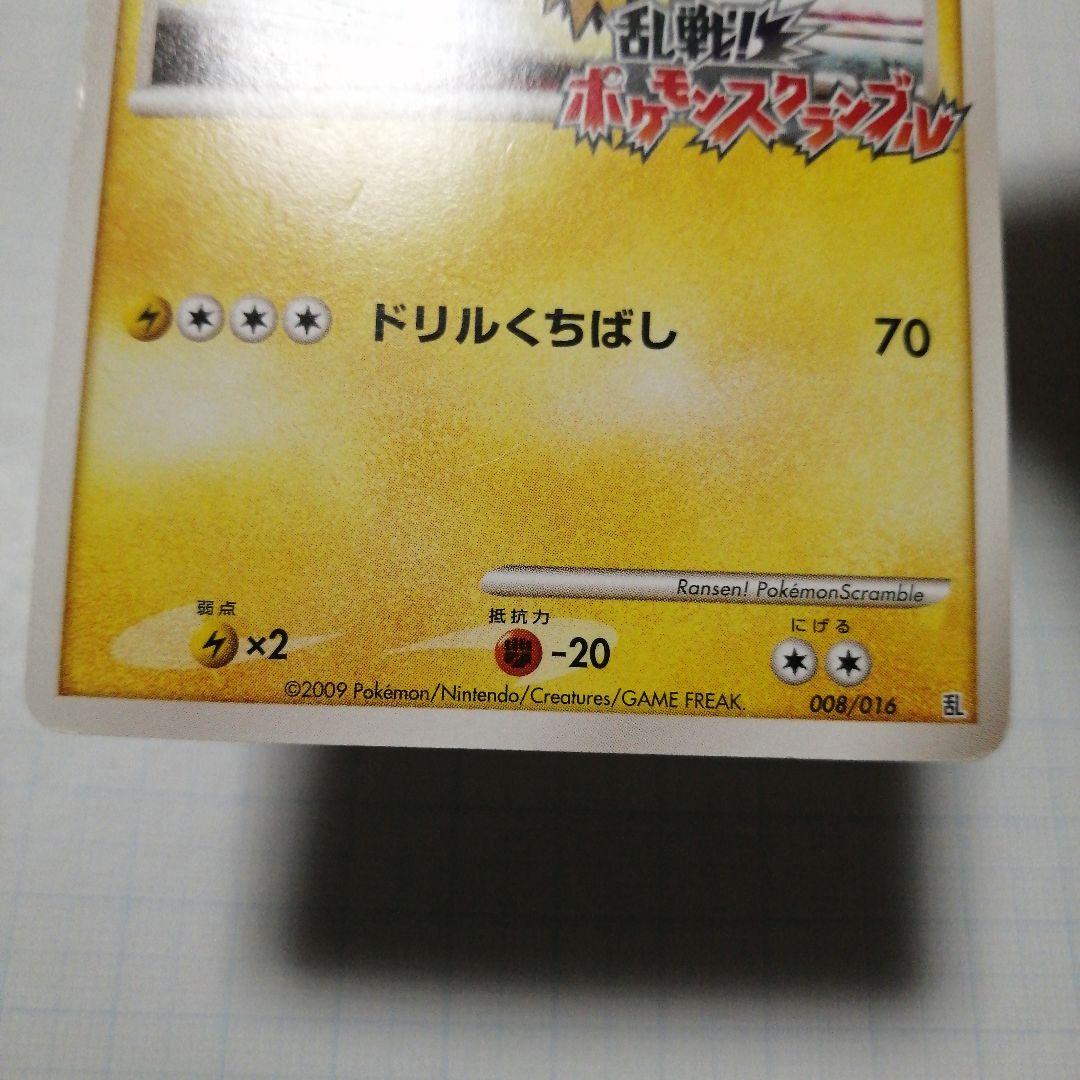 乱戦!
ポケモンスクランブル
ドリルくちばし 70
Ransen! PokémonScramble
弱点 抵抗力 にげる
×2 -20
©2009 Pokémon/Nintendo/Creatures/GAME FREAK. 008/016 乱